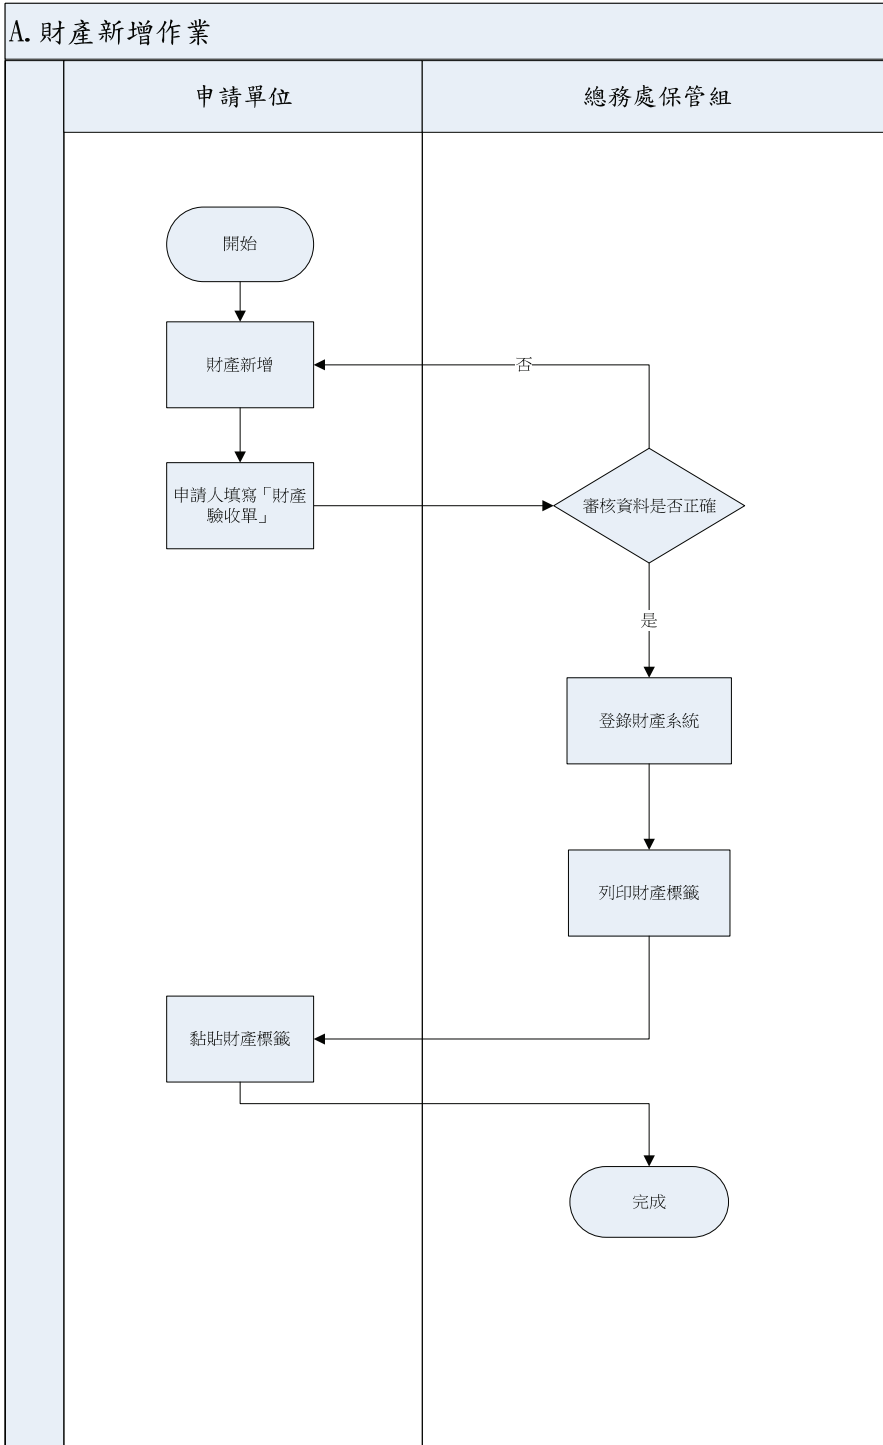 A. 財產新增作業
申請單位
總務處保管組
開始
財產新增
否
申請人填寫「財產
驗收單」
審核資料是否正確
是
登錄財產系統
列印財產標籤
黏貼財產標籤
完成